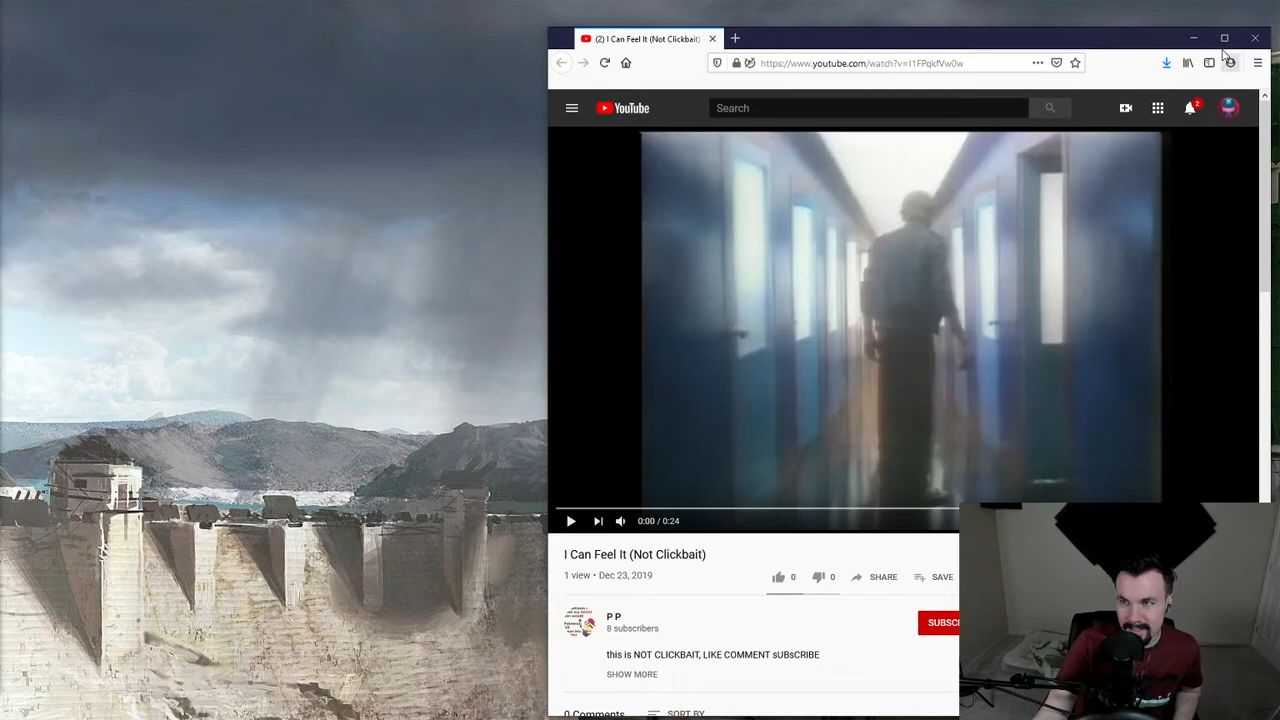 (2) I Can Feel It (Not Clickbait)
https://www.youtube.com/watch?v=I1FPqkfVw0w
YouTube
Search
2
0:00 / 0:24
I Can Feel It (Not Clickbait)
1 view • Dec 23, 2019
0
0
SHARE
SAVE
P P
8 subscribers
SUBSC
this is NOT CLICKBAIT, LIKE COMMENT sUBsCRIBE
SHOW MORE
0 Comments
SORT BY